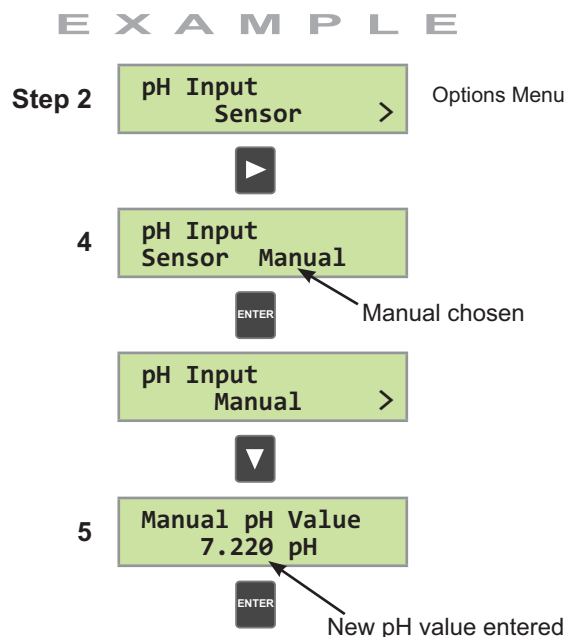 EXAMPLE
Step 2
pH Input
Sensor >
Options Menu
4
pH Input
Sensor Manual
Manual chosen
ENTER
pH Input
Manual >
5
Manual pH Value
7.220 pH
ENTER
New pH value entered